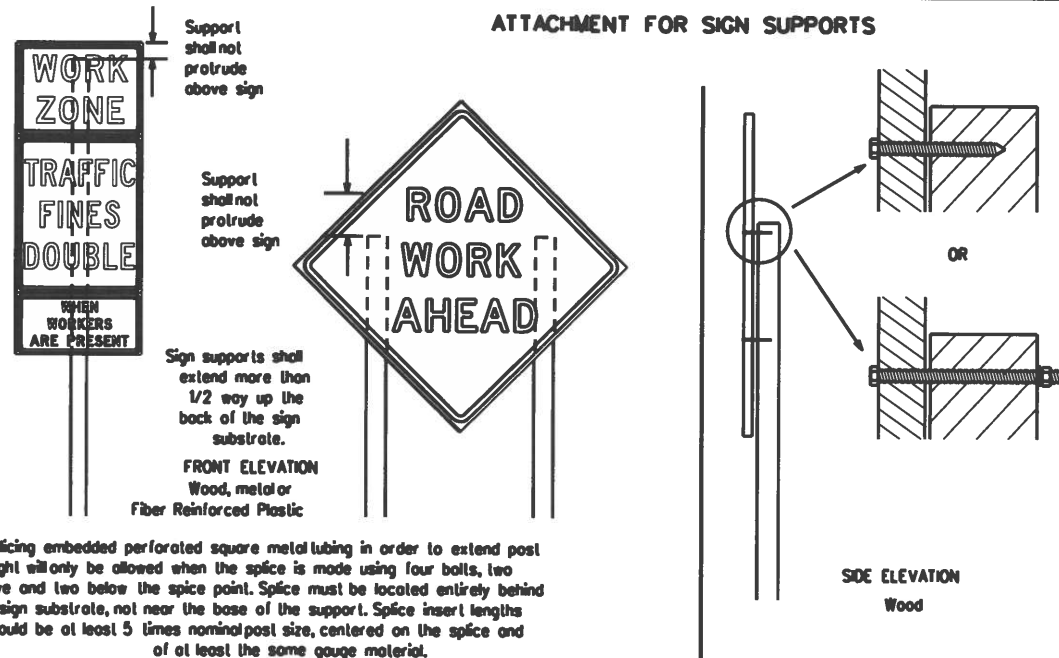 ATTACHMENT FOR SIGN SUPPORTS
Support
shall not
protrude
above sign
WORK
ZONE
TRAFFIC
FINES
DOUBLE
WHEN
WORKERS
ARE PRESENT
Support
shall not
protrude
above sign
ROAD
WORK
AHEAD
Sign supports shall
extend more than
1/2 way up the
back of the sign
substrate.
FRONT ELEVATION
Wood, metal or
Fiber Reinforced Plastic
OR
SIDE ELEVATION
Wood
embedded perforated square metal tubing in order to extend post
will only be allowed when the splice is made using four bolts, two
and two below the spice point. Splice must be located entirely behind
sign substrate, not near the base of the support. Splice insert lengths
be at least 5 times nominal post size, centered on the splice and
of at least the same gauge material.